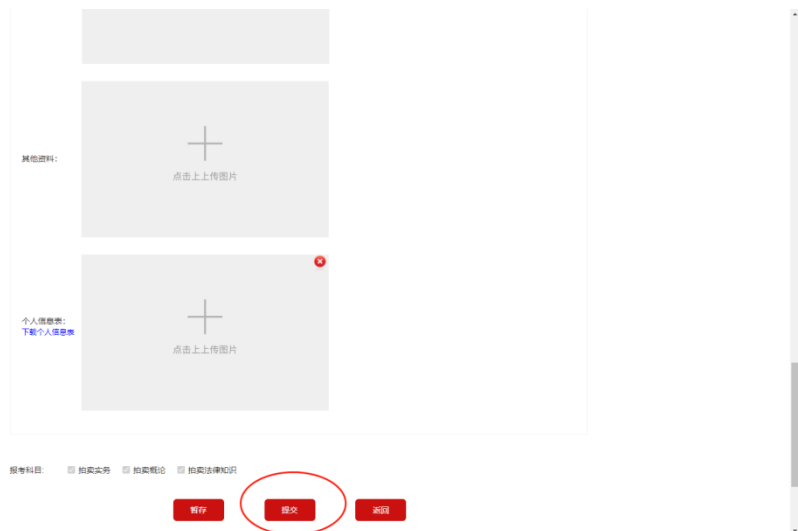 其他资料:
点击上上传图片
个人信息表:
下载个人信息表
点击上上传图片
报考科目: 拍卖实务 拍卖概论 拍卖法律知识
暂存 提交 返回